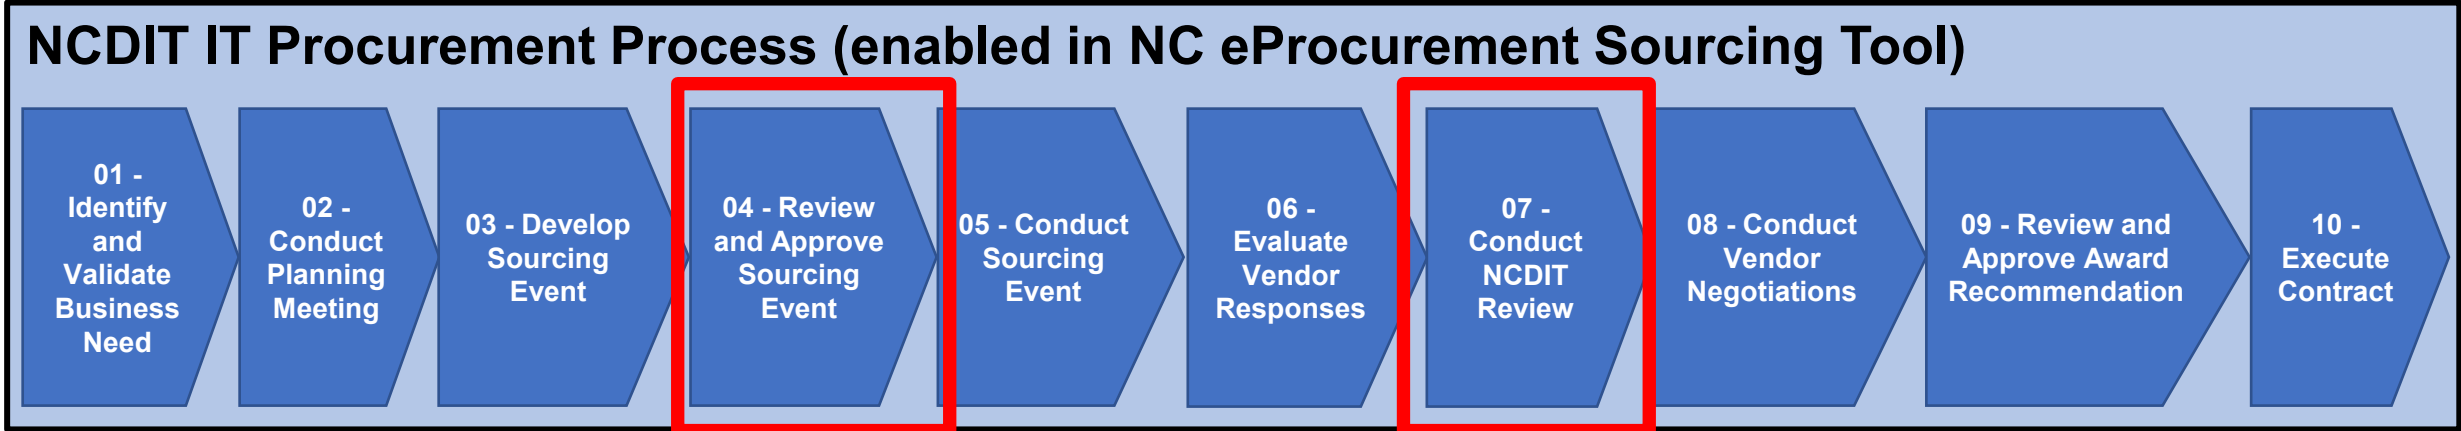 NCDIT IT Procurement Process (enabled in NC eProcurement Sourcing Tool)
01 -
Identify
and
Validate
Business
Need
02 -
Conduct
Planning
Meeting
03 - Develop
Sourcing
Event
04 - Review
and Approve
Sourcing
Event
05 - Conduct
Sourcing
Event
06 -
Evaluate
Vendor
Responses
07 -
Conduct
NCDIT
Review
08 - Conduct
Vendor
Negotiations
09 - Review and
Approve Award
Recommendation
10 -
Execute
Contract